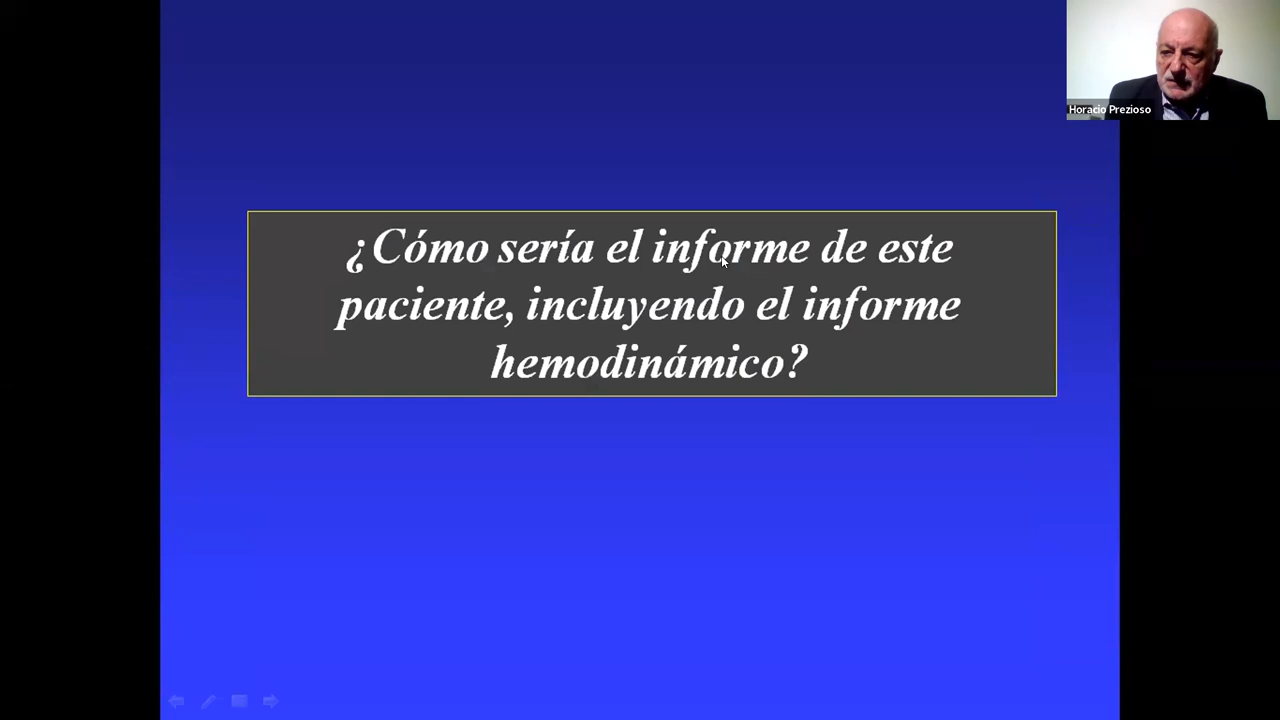 Horacio Prezioso
¿Cómo sería el informe de este
paciente, incluyendo el informe
hemodinámico?